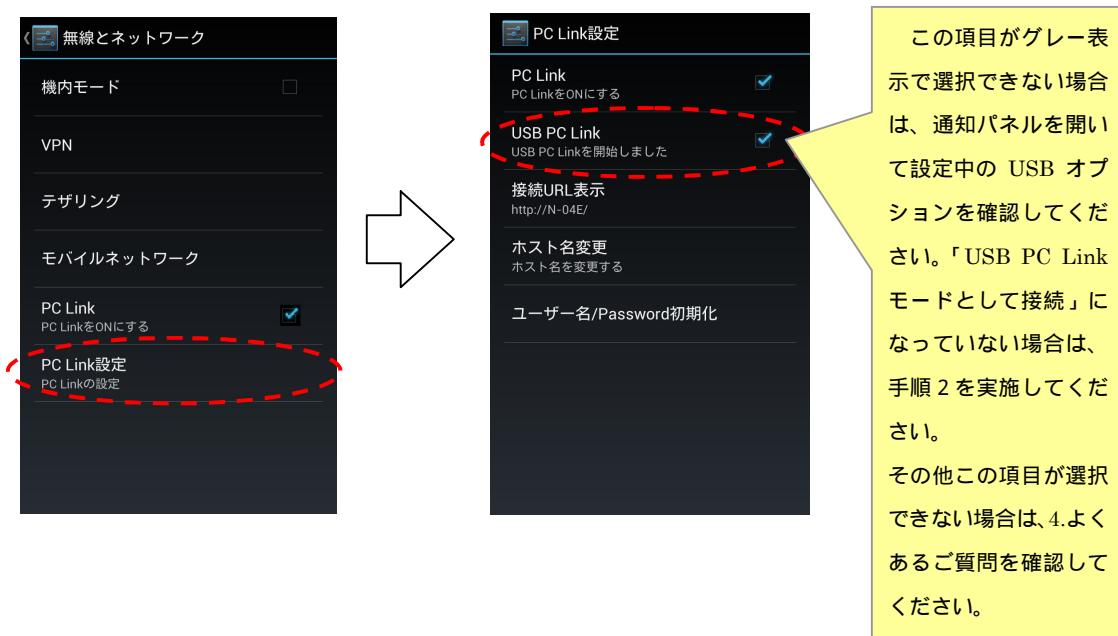 無線とネットワーク
機内モード
VPN
テザリング
モバイルネットワーク
PC Link
PC LinkをONにする
PC Link設定
PC Linkの設定
PC Link設定
PC Link
PC LinkをONにする
USB PC Link
USB PC Linkを開始しました
接続URL表示
http://N-04E/
ホスト名変更
ホスト名を変更する
ユーザー名/Password初期化
この項目がグレー表
示で選択できない場合
は、通知パネルを開い
て設定中の USB オプ
ションを確認してくだ
さい。「USB PC Link
モードとして接続」に
なっていない場合は、
手順2を実施してくだ
さい。
その他この項目が選択
できない場合は、4.よく
あるご質問を確認して
ください。